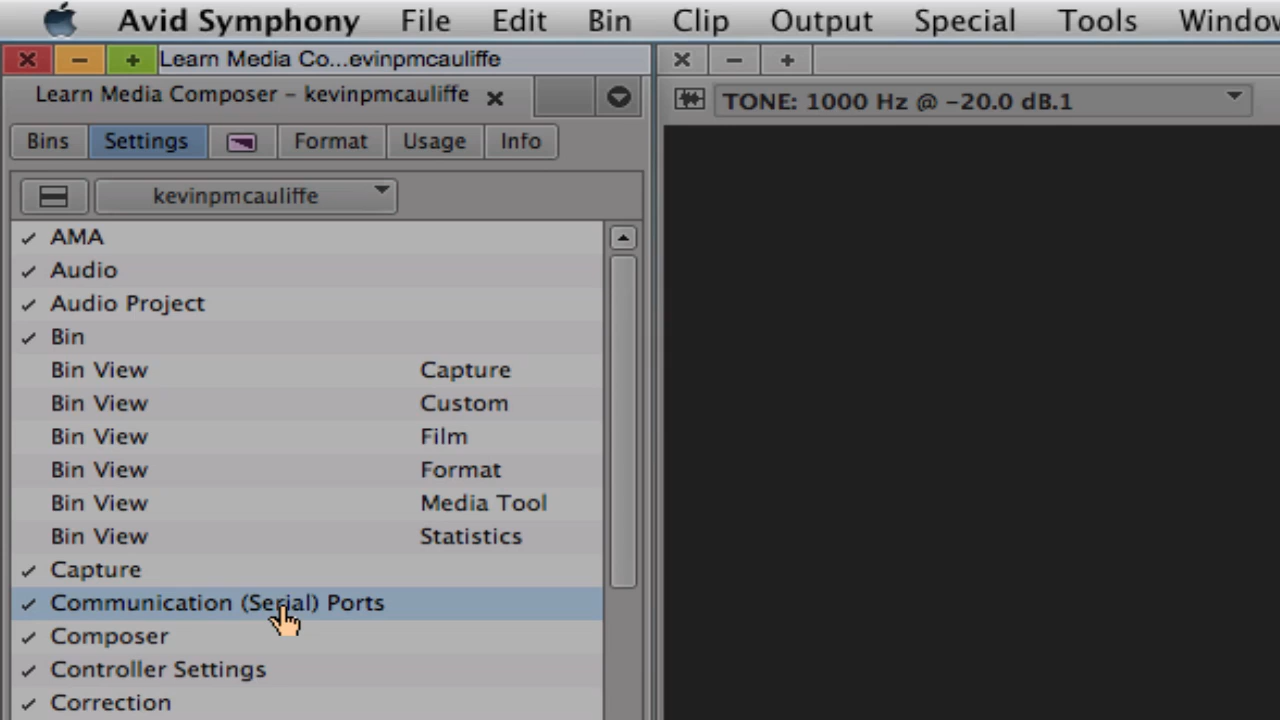 Avid Symphony File Edit Bin Clip Output Special Tools Window
Learn Media Co...evinpmcauliffe
Learn Media Composer - kevinpmcauliffe
TONE: 1000 Hz @ -20.0 dB.1
Bins Settings Format Usage Info
kevinpmcauliffe
AMA
Audio
Audio Project
Bin
Bin View Capture
Bin View Custom
Bin View Film
Bin View Format
Bin View Media Tool
Bin View Statistics
Capture
Communication (Serial) Ports
Composer
Controller Settings
Correction